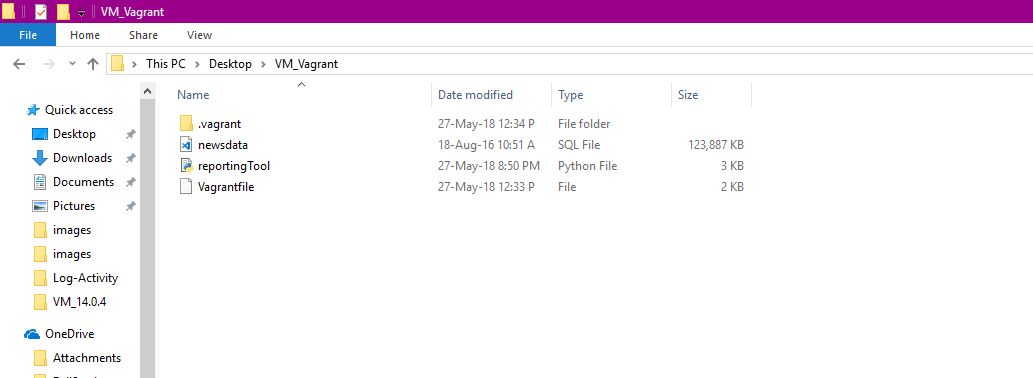 VM_Vagrant
File Home Share View
This PC Desktop VM_Vagrant
Name Date modified Type Size
Quick access
Desktop
Downloads
Documents
Pictures
images
images
Log-Activity
VM_14.0.4
OneDrive
Attachments
.vagrant 27-May-18 12:34 P File folder
newsdata 18-Aug-16 10:51 A SQL File 123,887 KB
reportingTool 27-May-18 8:50 PM Python File 3 KB
Vagrantfile 27-May-18 12:33 P File 2 KB